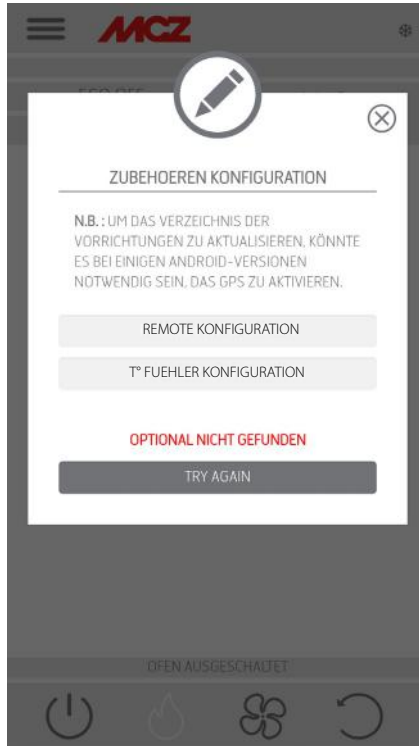 MCZ
ZUBEHOEREN KONFIGURATION
N.B. : UM DAS VERZEICHNIS DER
VORRICHTUNGEN ZU AKTUALISIEREN, KÖNNTE
ES BEI EINIGEN ANDROID-VERSIONEN
NOTWENDIG SEIN, DAS GPS ZU AKTIVIEREN.
REMOTE KONFIGURATION
T° FUEHLER KONFIGURATION
OPTIONAL NICHT GEFUNDEN
TRY AGAIN
OFEN AUSGESCHALTET